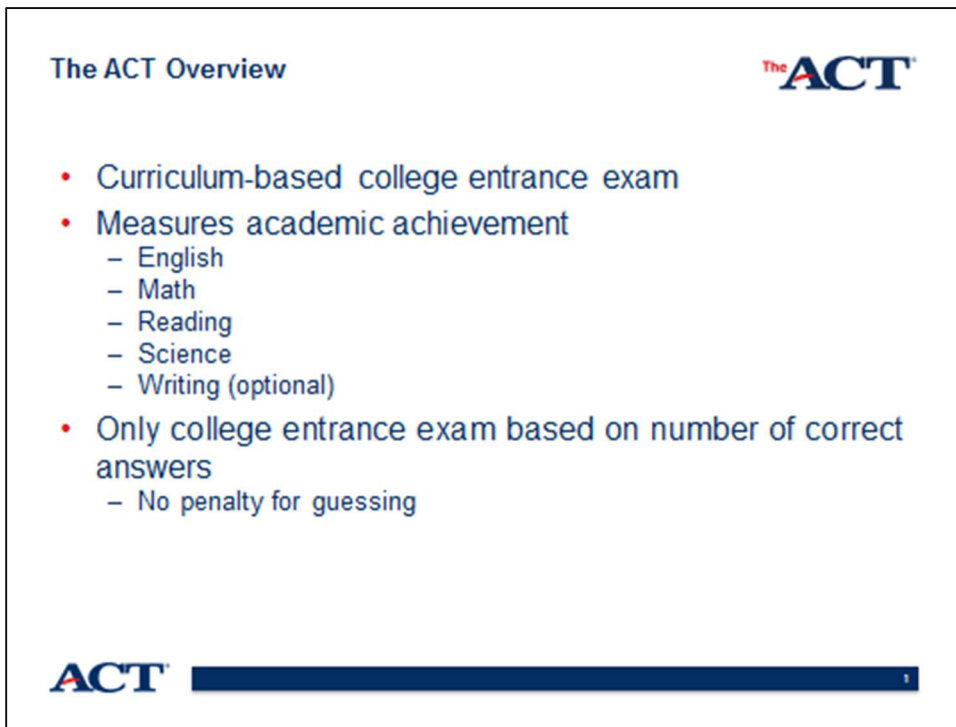 The ACT Overview
The ACT®
• Curriculum-based college entrance exam
• Measures academic achievement
– English
– Math
– Reading
– Science
– Writing (optional)
• Only college entrance exam based on number of correct
answers
– No penalty for guessing
ACT®
1